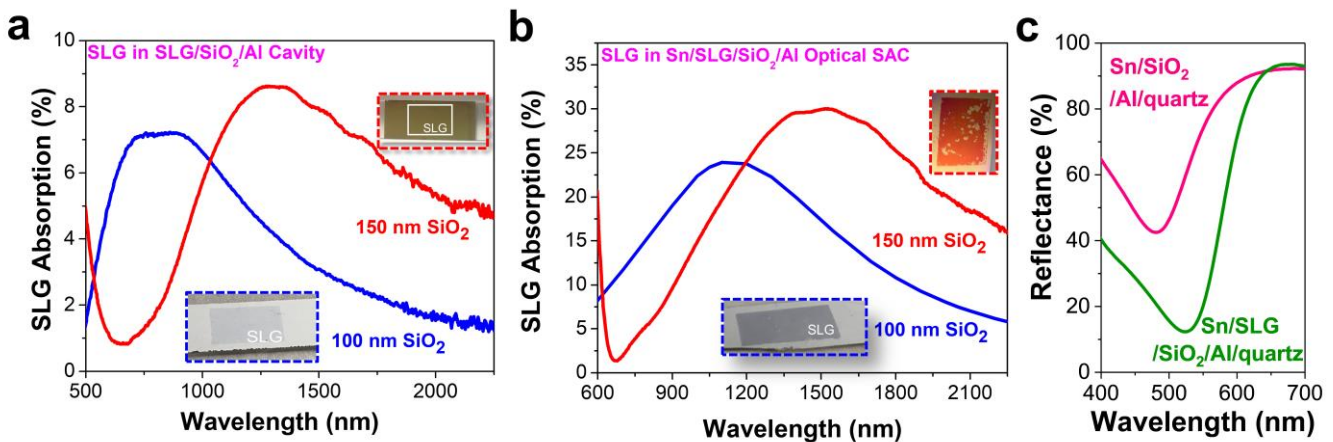 a
SLG in SLG/SiO2/Al Cavity
10
8
6
4
2
0
SLG Absorption (%)
SLG
150 nm SiO2
SLG
100 nm SiO2
500 1000 1500 2000
Wavelength (nm)
b
SLG in Sn/SLG/SiO2/Al Optical SAC
35
30
25
20
15
10
5
0
SLG Absorption (%)
150 nm SiO2
SLG
100 nm SiO2
600 900 1200 1500 1800 2100
Wavelength (nm)
c
100
80
60
40
20
0
Reflectance (%)
Sn/SiO2
/Al/quartz
Sn/SLG
/SiO2/Al/quartz
400 500 600 700
Wavelength (nm)